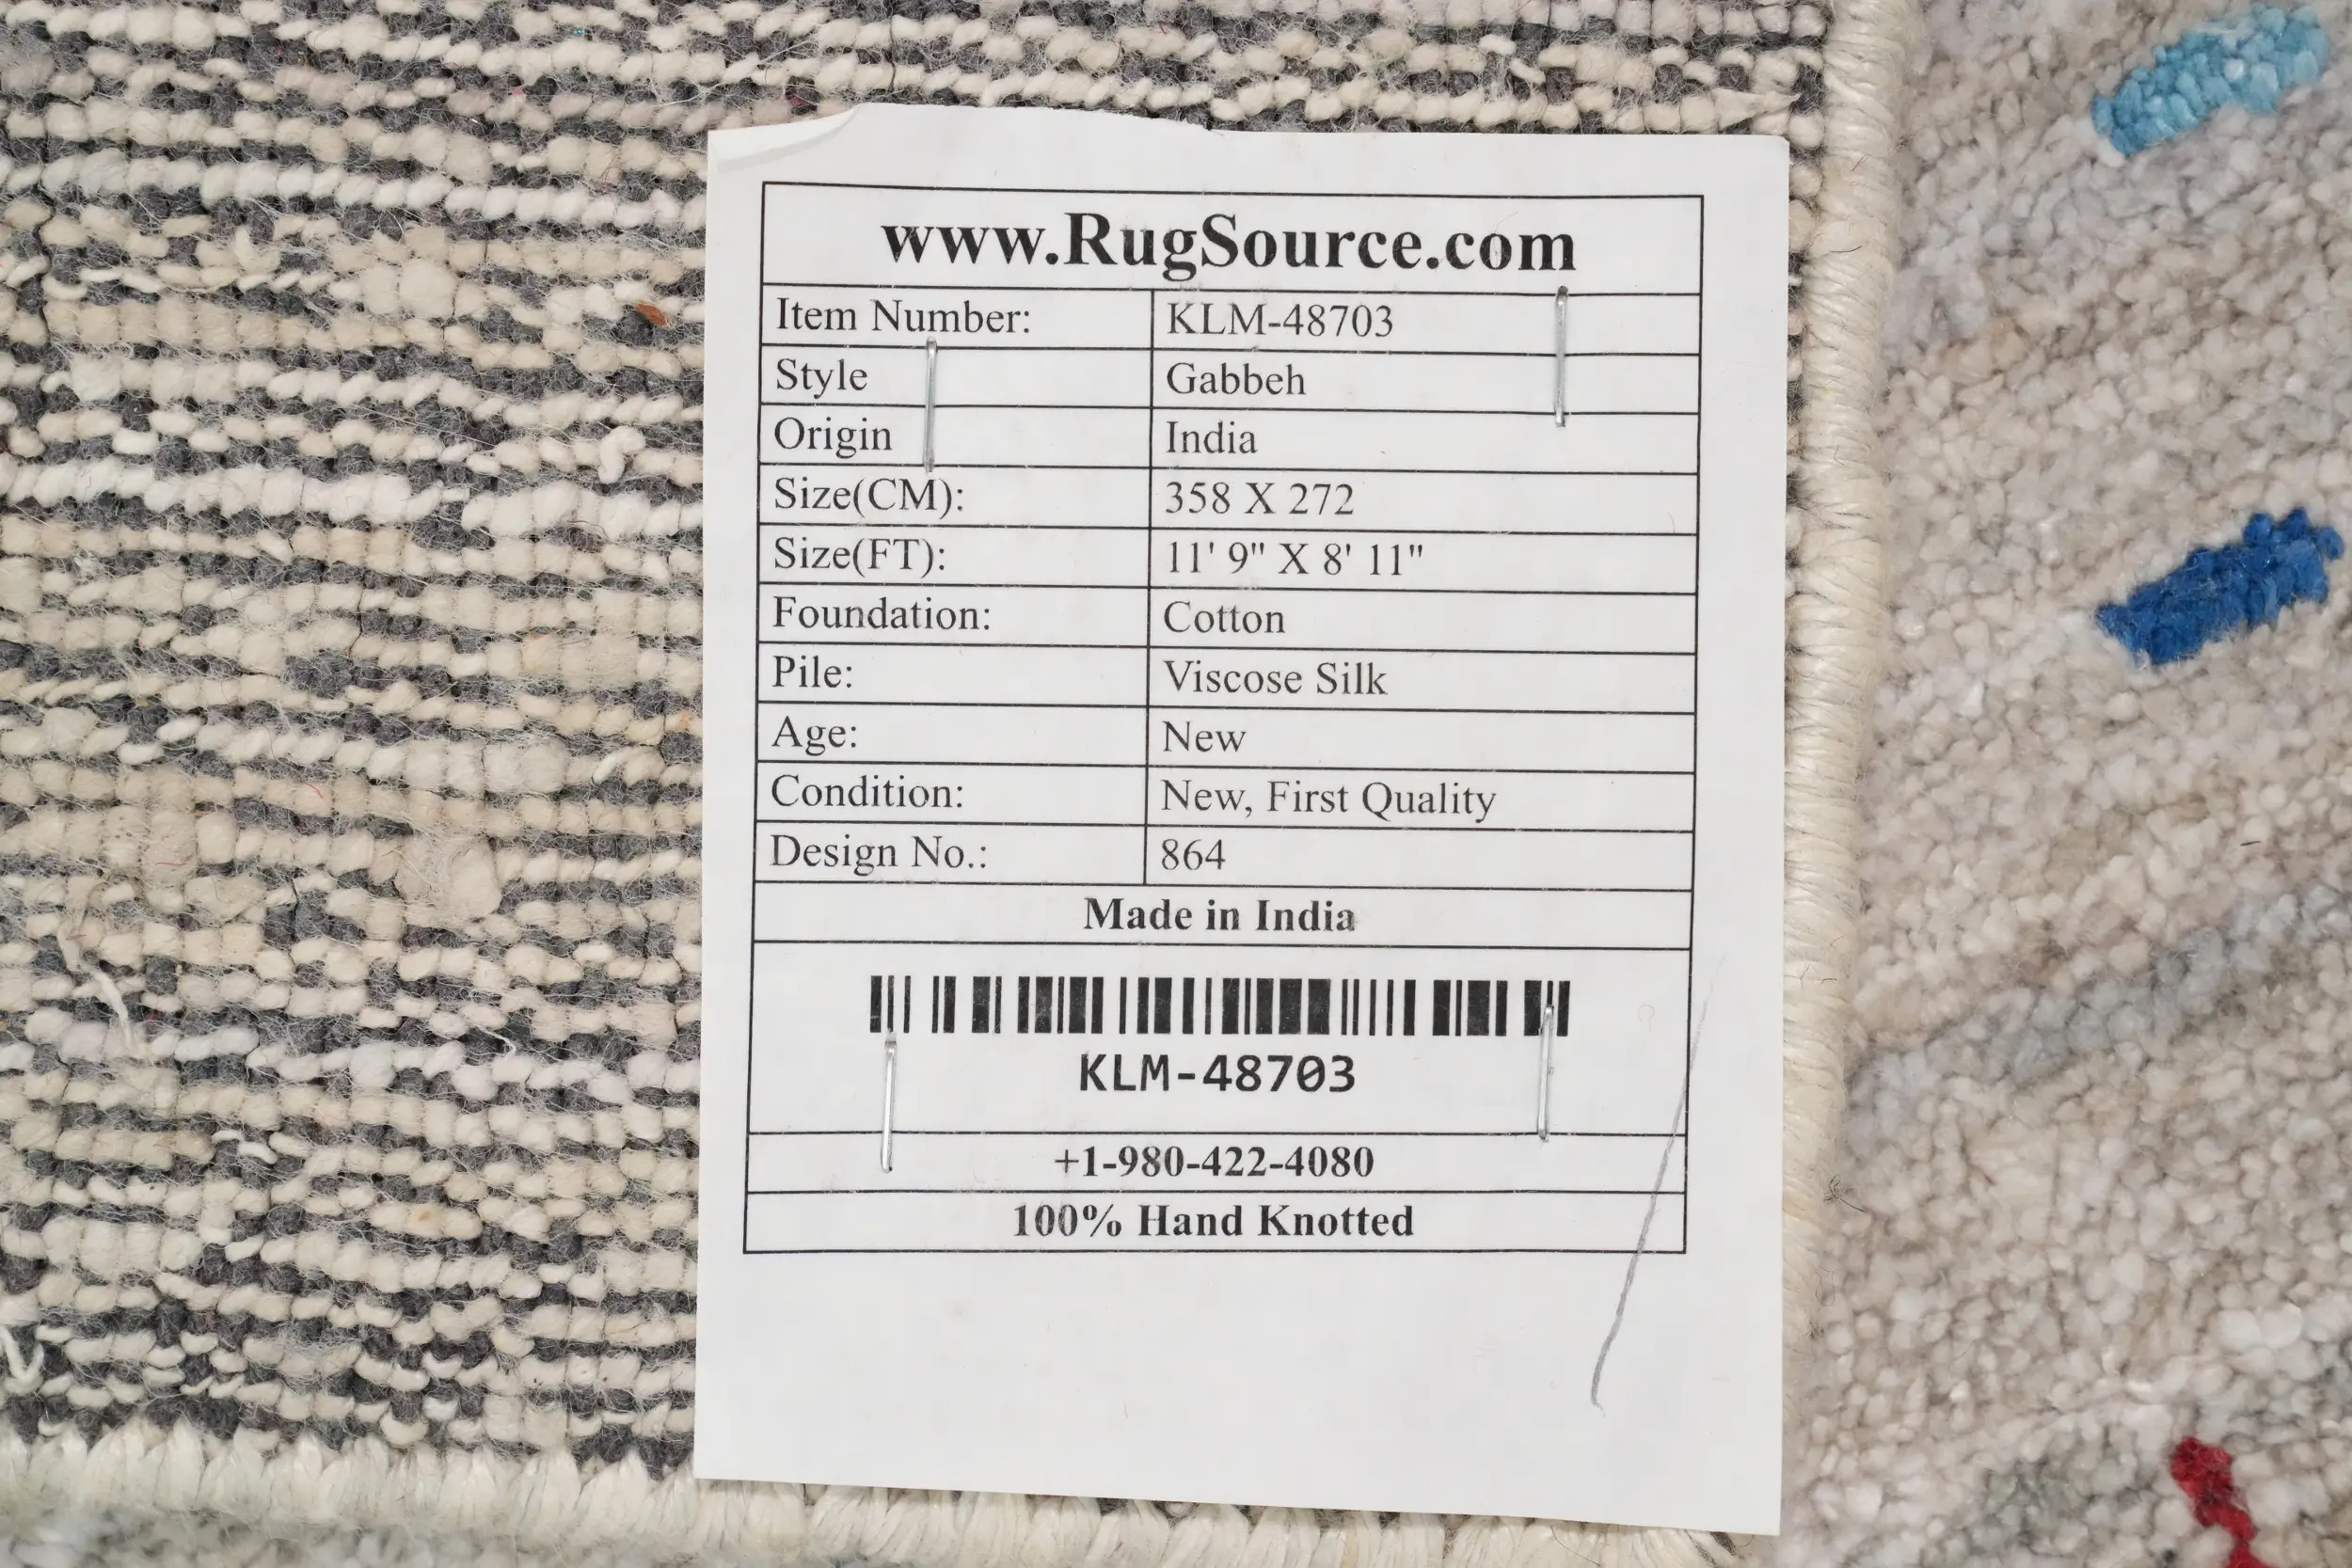 www.RugSource.com
Item Number: KLM-48703
Style Gabbeh
Origin India
Size(CM): 358 X 272
Size(FT): 11' 9" X 8' 11"
Foundation: Cotton
Pile: Viscose Silk
Age: New
Condition: New, First Quality
Design No.: 864
Made in India
KLM-48703
+1-980-422-4080
100% Hand Knotted